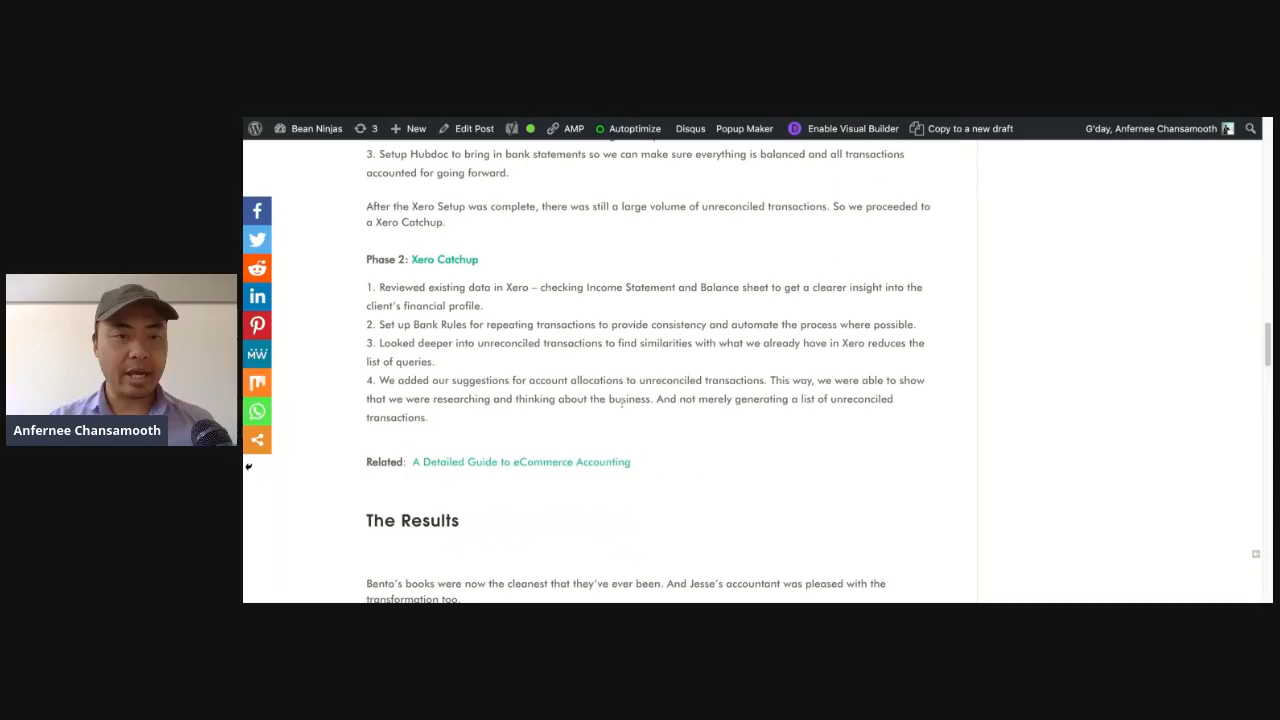 Bean Ninjas 3 New Edit Post AMP Autoptimize Disqus Popup Maker D Enable Visual Builder Copy to a new draft G'day, Anfernee Chansamooth
3. Setup Hubdoc to bring in bank statements so we can make sure everything is balanced and all transactions
accounted for going forward.
After the Xero Setup was complete, there was still a large volume of unreconciled transactions. So we proceeded to
a Xero Catchup.
Phase 2: Xero Catchup
1. Reviewed existing data in Xero – checking Income Statement and Balance sheet to get a clearer insight into the
client's financial profile.
2. Set up Bank Rules for repeating transactions to provide consistency and automate the process where possible.
3. Looked deeper into unreconciled transactions to find similarities with what we already have in Xero reduces the
list of queries.
4. We added our suggestions for account allocations to unreconciled transactions. This way, we were able to show
that we were researching and thinking about the business. And not merely generating a list of unreconciled
transactions.
MW
Anfernee Chansamooth
Related: A Detailed Guide to eCommerce Accounting
The Results
Bento's books were now the cleanest that they've ever been. And Jesse's accountant was pleased with the
transformation too.